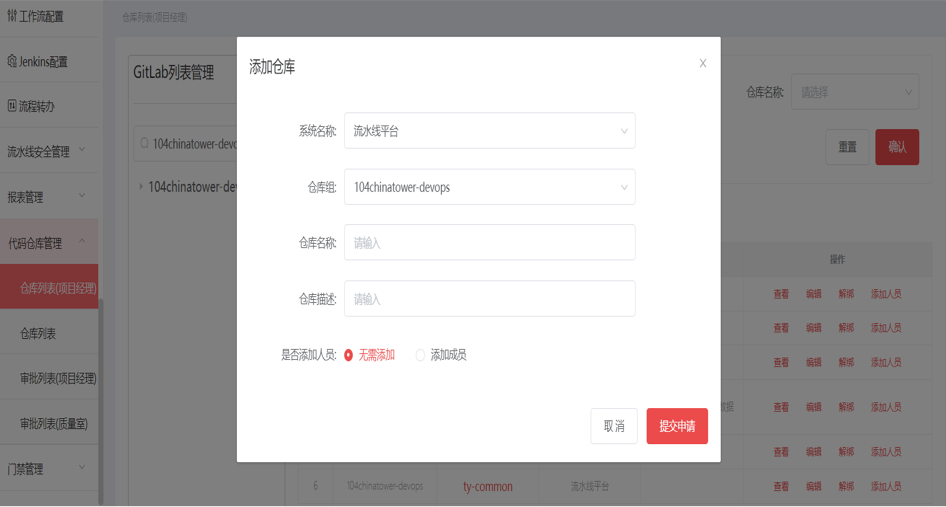 工作流配置
仓库列表(项目经理)
Jenkins配置
流程转办
流水线安全管理
报表管理
代码仓库管理
仓库列表(项目经理)
仓库列表
审批列表(项目经理)
审批列表(质量室)
门禁管理
GitLab列表管理
104chinatower-devo
104chinatower-de
添加仓库
X
系统名称:
流水线平台
仓库组:
104chinatower-devops
仓库名称:
请输入
仓库描述:
请输入
是否添加人员:
无需添加
添加成员
取消
提交申请
仓库名称:
请选择
重置
确认
操作
查看 编辑 解绑 添加人员
查看 编辑 解绑 添加人员
查看 编辑 解绑 添加人员
数据 查看 编辑 解绑 添加人员
查看 编辑 解绑 添加人员
6 104chinatower-devops ty-common 流水线平台 查看 编辑 解绑 添加人员